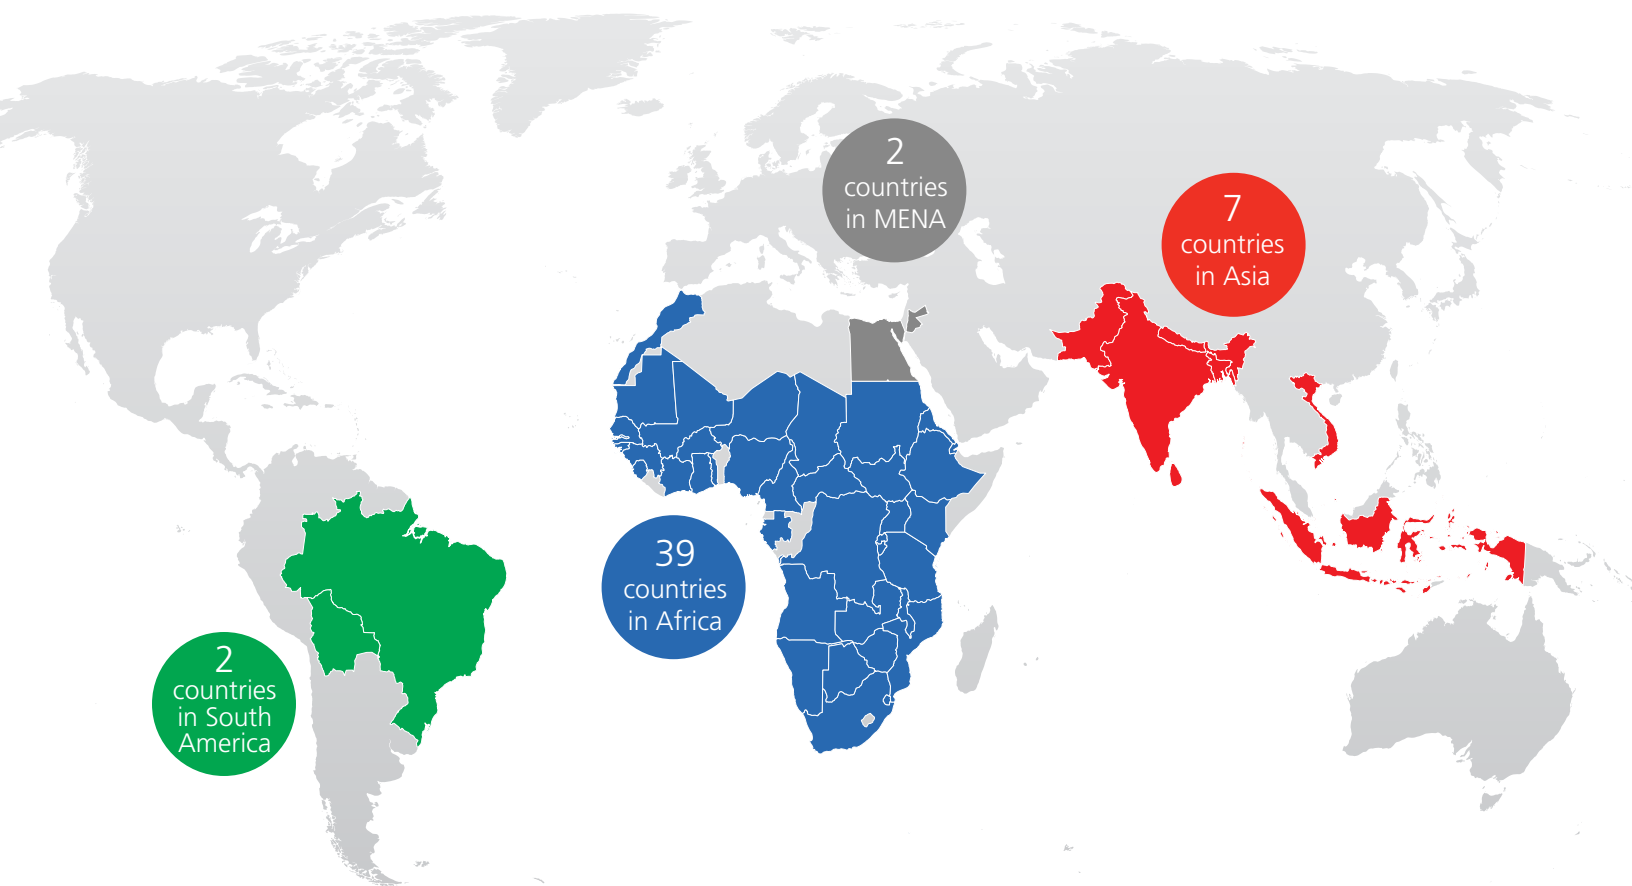 2
countries
in MENA
7
countries
in Asia
39
countries
in Africa
2
countries
in South
America